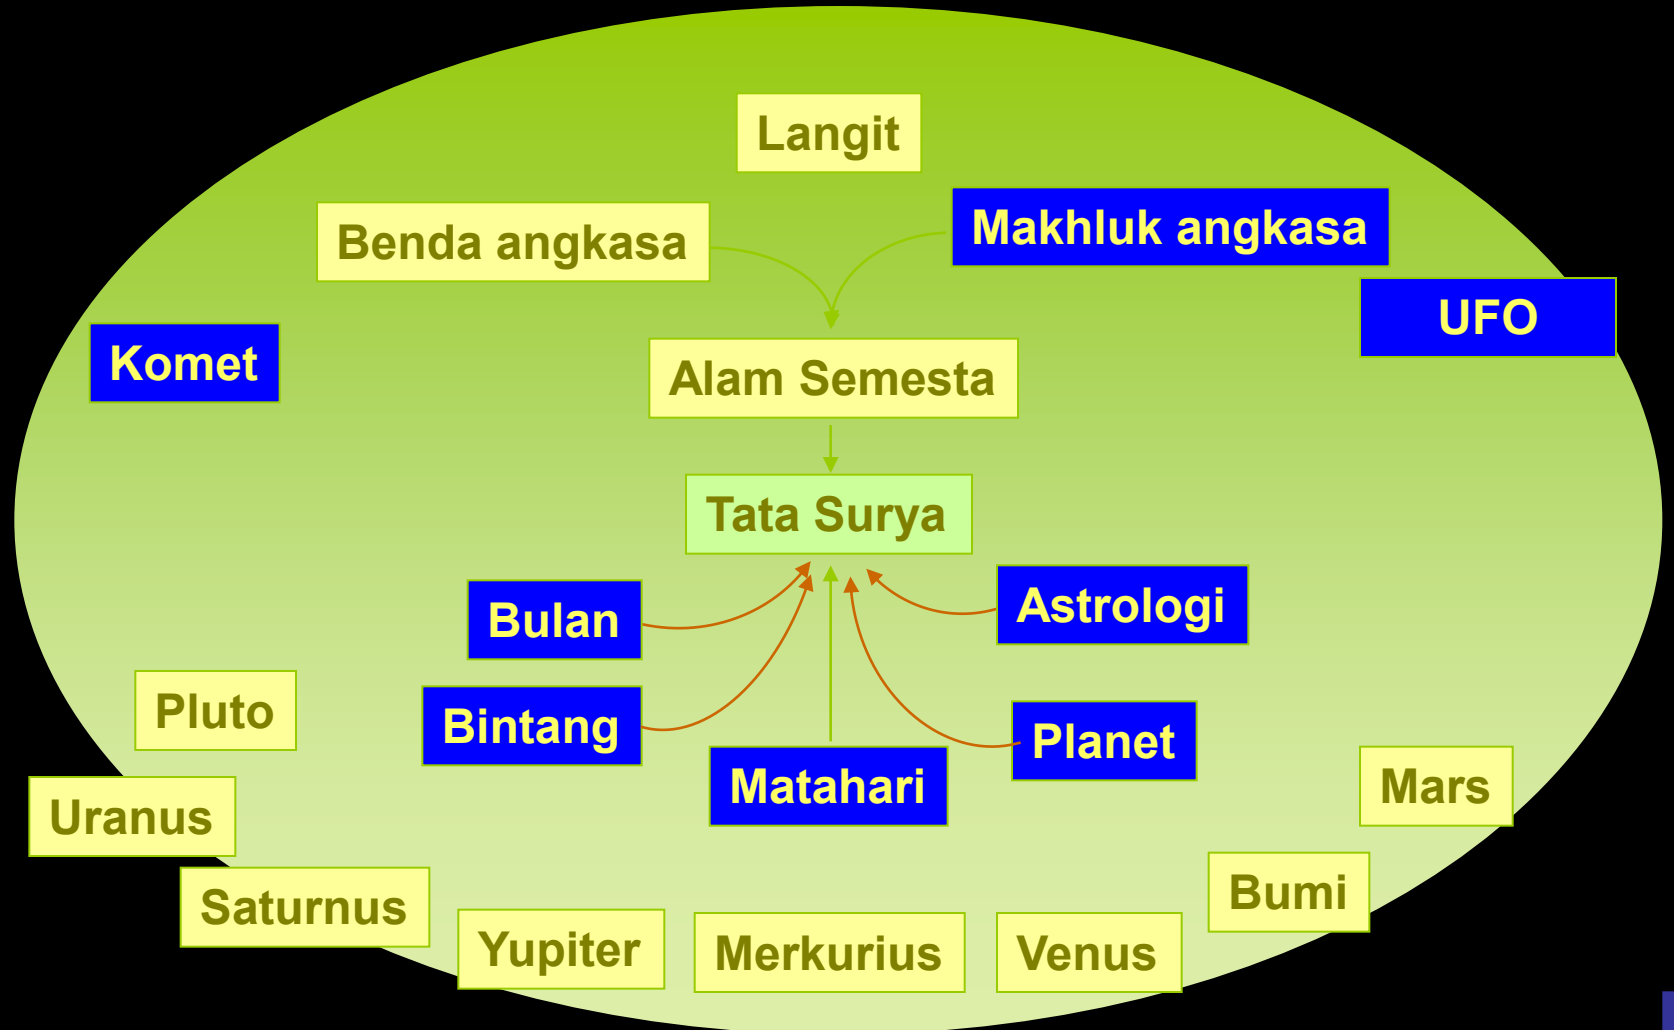 Langit
Benda angkasa
Makhluk angkasa
UFO
Komet
Alam Semesta
Tata Surya
Bulan
Astrologi
Pluto
Bintang
Planet
Matahari
Mars
Uranus
Saturnus
Bumi
Yupiter
Merkurius
Venus